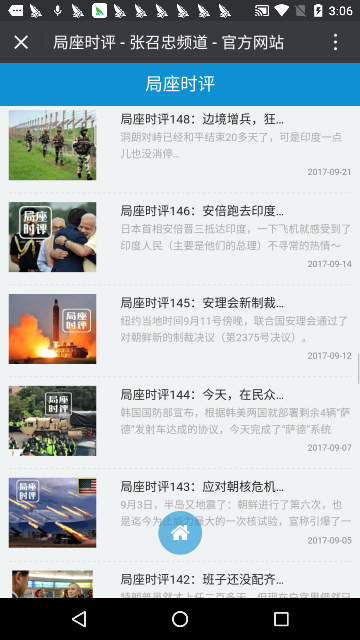 3:06
局座时评 - 张召忠频道 - 官方网站
局座时评
局座时评148：边境增兵，狂...
洞朗对峙已经和平结束20多天了，可是印度一点
儿也没消停...
2017-09-21
局座时评
局座时评146：安倍跑去印度...
日本首相安倍晋三抵达印度，一下飞机就感受到了
印度人民（主要是他们的总理）不寻常的热情～
2017-09-14
局座时评
局座时评145：安理会新制裁...
纽约当地时间9月11号傍晚，联合国安理会通过了
对朝鲜新的制裁决议（第2375号决议）。
2017-09-12
局座时评
局座时评144：今天，在民众...
韩国国防部宣布，根据韩美两国就部署剩余4辆“萨
德”发射车达成的协议，今天完成了“萨德”系统
2017-09-07
局座时评
局座时评143：应对朝核危机...
9月3日，半岛又地震了：朝鲜进行了第六次，也
是迄今为止威力最大的一次核试验，宣称引爆了一
2017-09-05
局座时评142：班子还没配齐...